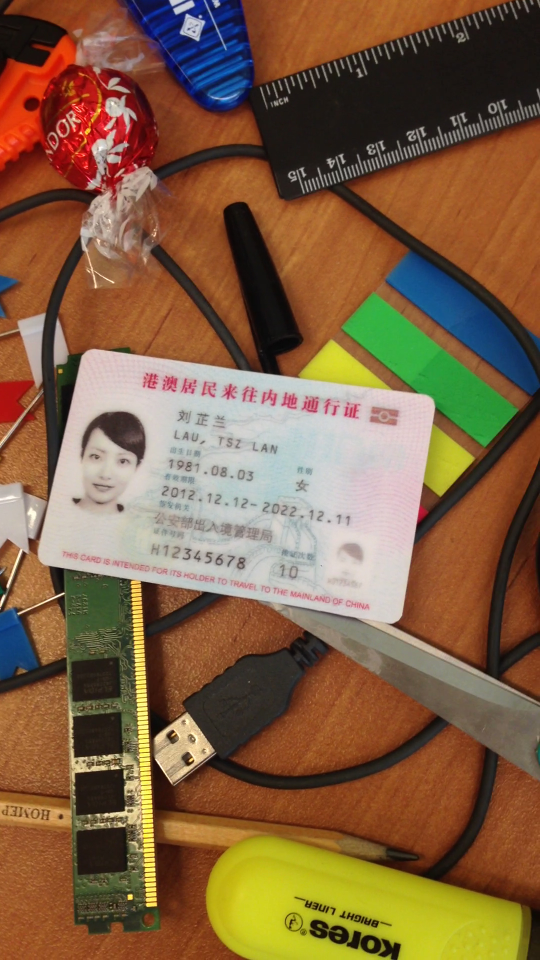 INCH 1 2
15 14 13 12 11 10 9
DOR
港澳居民来往内地通行证
刘芷兰
LAU, TSZ LAN
出生日期 性别
1981.08.03 女
有效期限
2012.12.12-2022.12.11
签发机关
公安部出入境管理局
证件号码 换证次数
H12345678 10
THIS CARD IS INTENDED FOR ITS HOLDER TO TRAVEL TO THE MAINLAND OF CHINA
HOMEP
kores
BRIGHT LINER